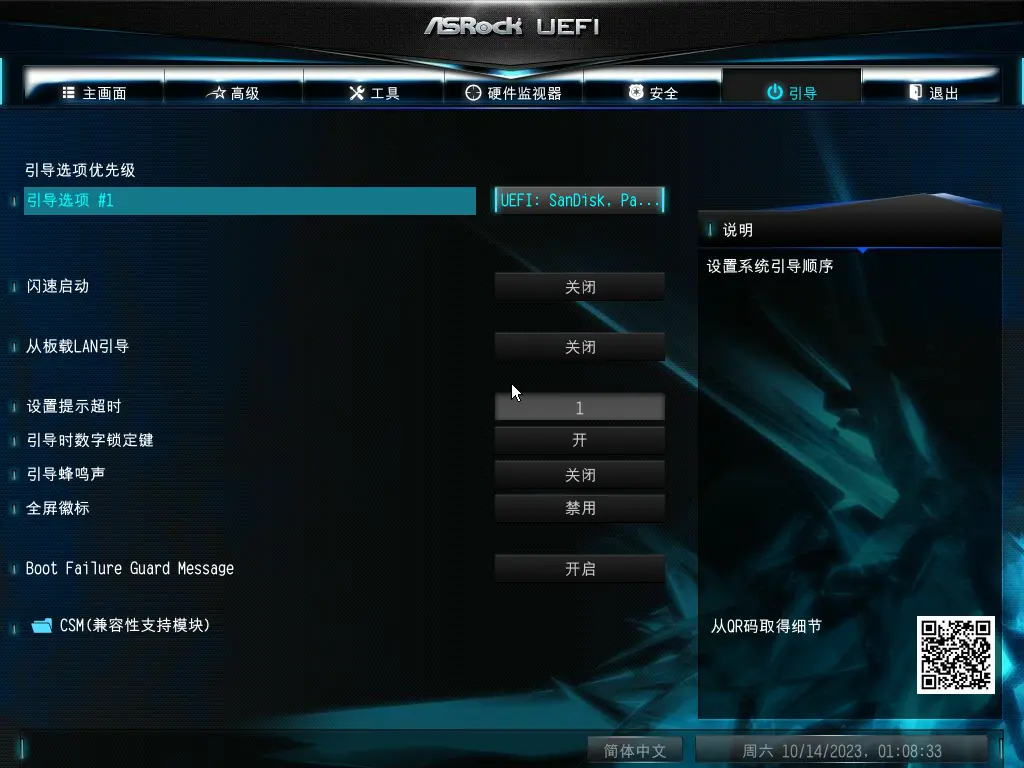 ASRock UEFI
主画面 高级 工具 硬件监视器 安全 引导 退出
引导选项优先级
引导选项 #1 UEFI: SanDisk, Pa...
说明
设置系统引导顺序
闪速启动 关闭
从板载LAN引导 关闭
设置提示超时 1
引导时数字锁定键 开
引导蜂鸣声 关闭
全屏徽标 禁用
Boot Failure Guard Message 开启
CSM(兼容性支持模块)
从QR码取得细节
简体中文 周六 10/14/2023, 01:08:33